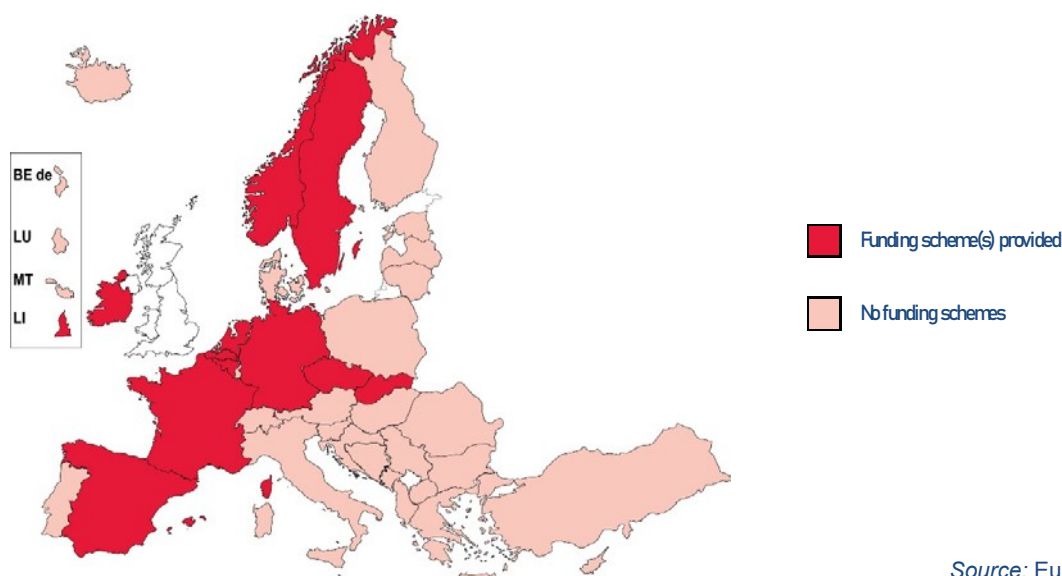 BE de
LU
MT
LI
Funding scheme(s) provided
No funding schemes
Source: Eu